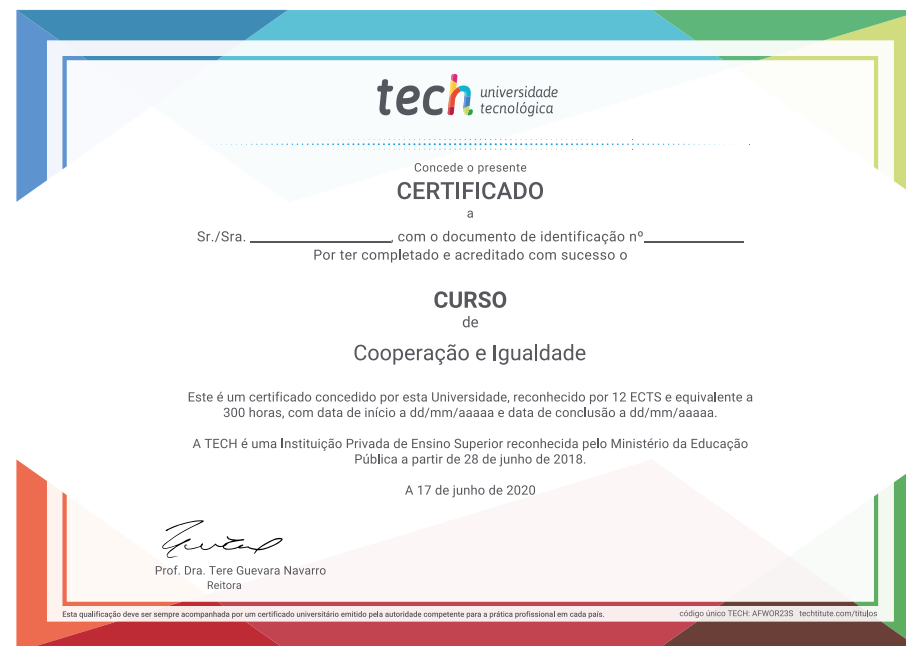 tech universidade
tecnológica
Concede o presente
CERTIFICADO
a
Sr./Sra. ____________________, com o documento de identificação nº______________
Por ter completado e acreditado com sucesso o
CURSO
de
Cooperação e Igualdade
Este é um certificado concedido por esta Universidade, reconhecido por 12 ECTS e equivalente a
300 horas, com data de início a dd/mm/aaaaa e data de conclusão a dd/mm/aaaaa.
A TECH é uma Instituição Privada de Ensino Superior reconhecida pelo Ministério da Educação
Pública a partir de 28 de junho de 2018.
A 17 de junho de 2020
Prof. Dra. Tere Guevara Navarro
Reitora
Esta qualificação deve ser sempre acompanhada por um certificado universitário emitido pela autoridade competente para a prática profissional em cada país. código único TECH: AFWOR23S techtitute.com/titulos